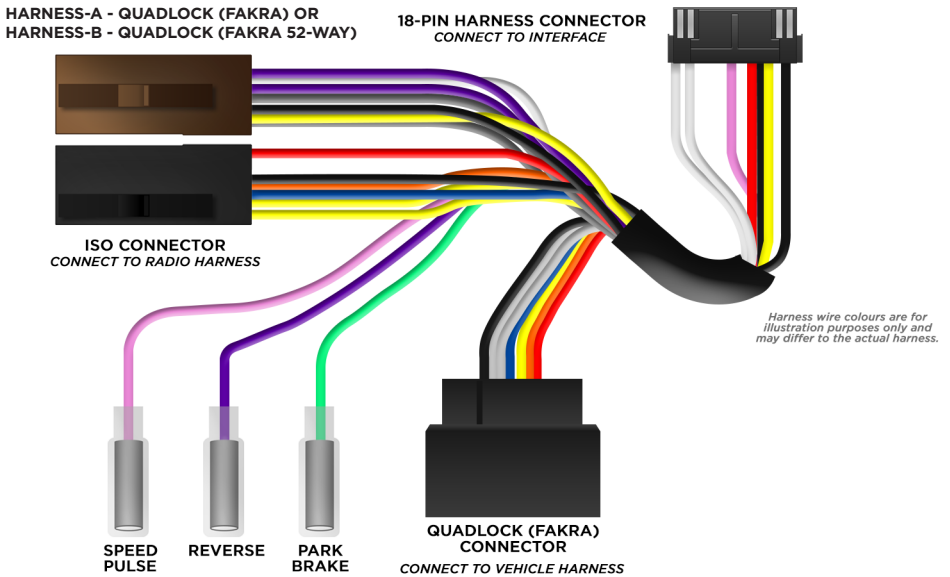 HARNESS-A - QUADLOCK (FAKRA) OR
HARNESS-B - QUADLOCK (FAKRA 52-WAY)
18-PIN HARNESS CONNECTOR
CONNECT TO INTERFACE
ISO CONNECTOR
CONNECT TO RADIO HARNESS
Harness wire colours are for
illustration purposes only and
may differ to the actual harness.
SPEED
PULSE
REVERSE
PARK
BRAKE
QUADLOCK (FAKRA)
CONNECTOR
CONNECT TO VEHICLE HARNESS